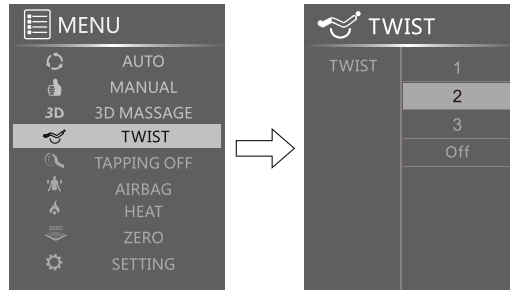 MENU
AUTO
MANUAL
3D 3D MASSAGE
TWIST
TAPPING OFF
AIRBAG
HEAT
ZERO ZERO
SETTING
TWIST
TWIST 1
2
3
Off